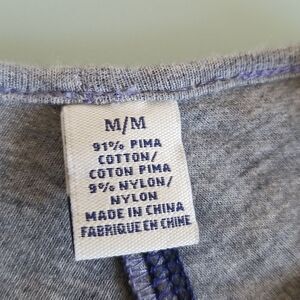 M/M
91% PIMA
COTTON/
COTON PIMA
9% NYLON/
NYLON
MADE IN CHINA
FABRIQUE EN CHINE